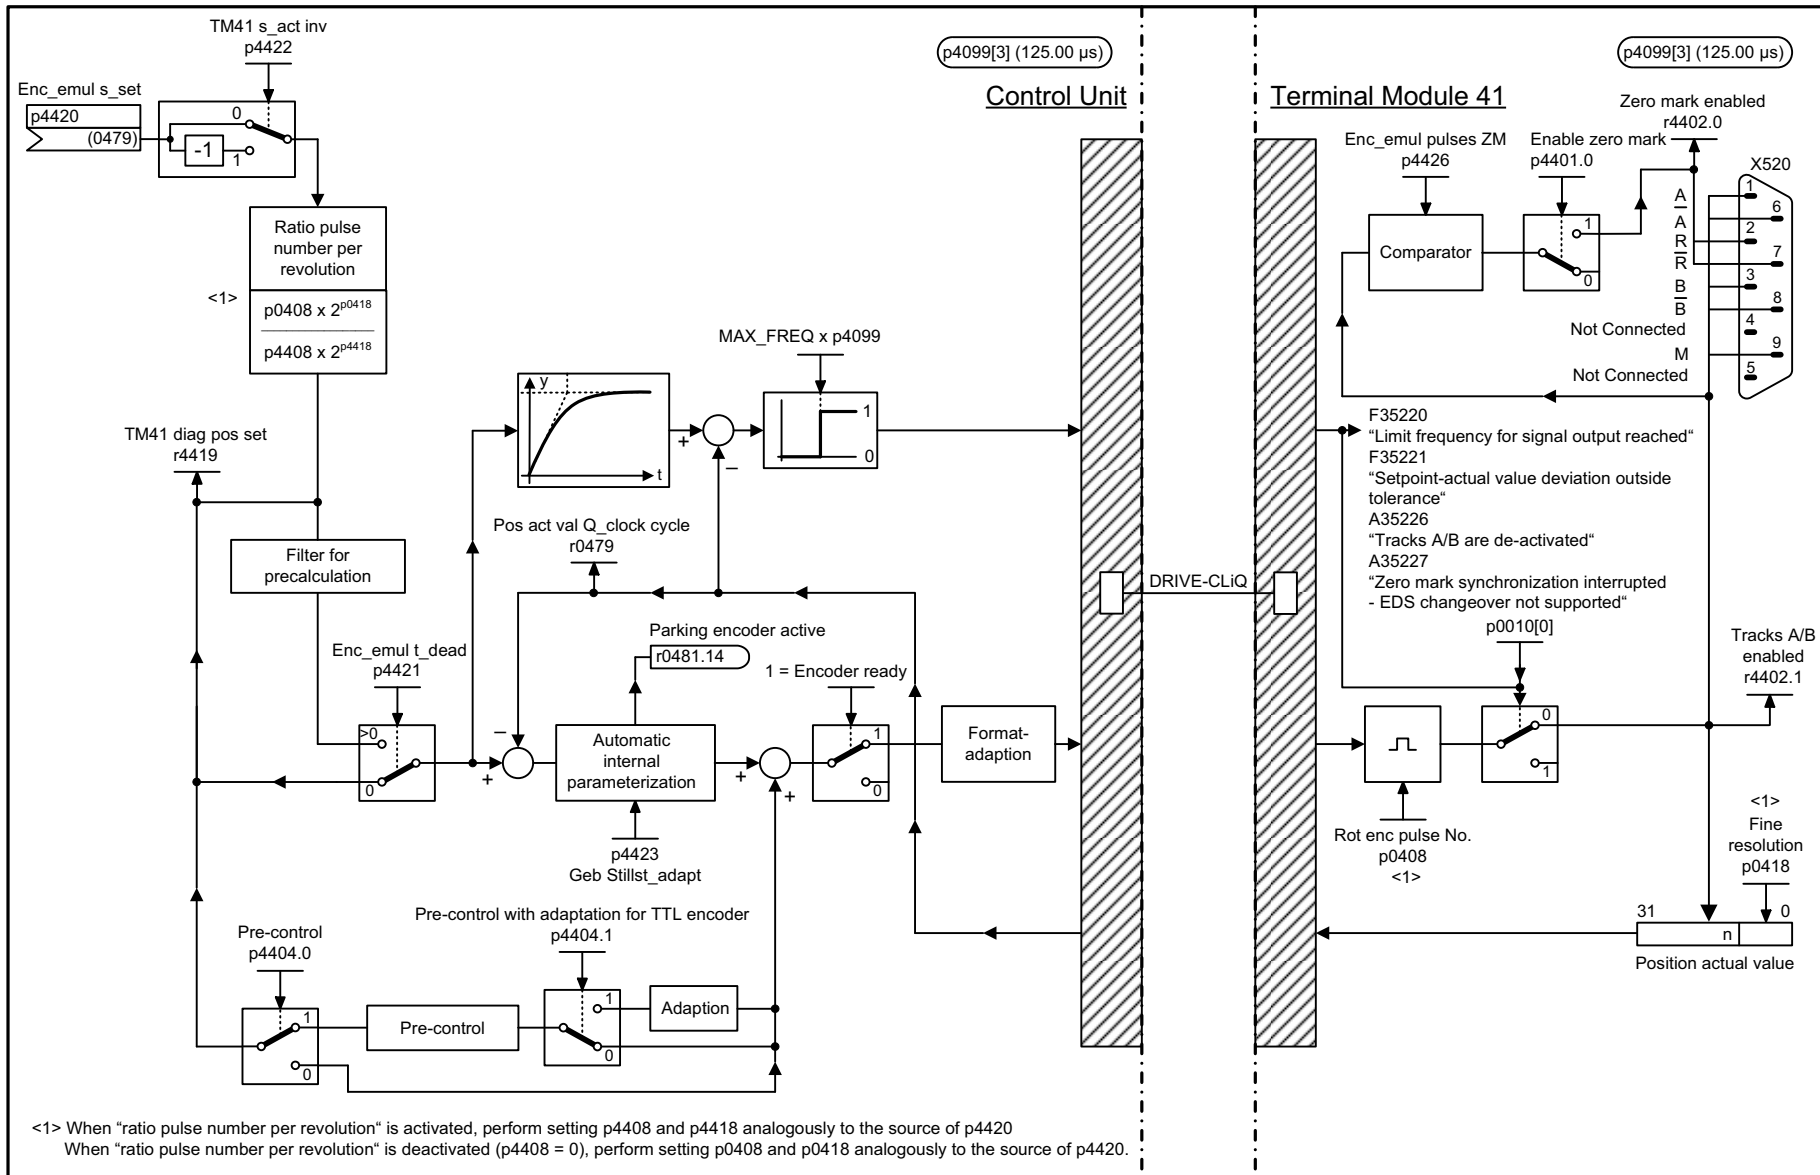 TM41 s_act inv
p4422
Enc_emul s_set
p4420
(0479)
0
-1
1
Ratio pulse
number per
revolution
<1>
p0408 x 2^p0418
p4408 x 2^p4418
TM41 diag pos set
r4419
Filter for
precalculation
Enc_emul t_dead
p4421
>0
0
Pre-control
p4404.0
1
0
Pre-control
Pre-control with adaptation for TTL encoder
p4404.1
1
0
Adaption
y
t
+
–
MAX_FREQ x p4099
1
0
Pos act val Q_clock cycle
r0479
Parking encoder active
r0481.14
–
+
Automatic
internal
parameterization
p4423
Geb Stillst_adapt
+
+
1 = Encoder ready
1
0
Format-
adaption
p4099[3] (125.00 µs)
Control Unit
DRIVE-CLiQ
p4099[3] (125.00 µs)
Terminal Module 41
Enc_emul pulses ZM
p4426
Comparator
Enable zero mark
p4401.0
1
0
Zero mark enabled
r4402.0
X520
A
A
R
R
B
B
Not Connected
M
Not Connected
1
6
2
7
3
8
4
9
5
F35220
“Limit frequency for signal output reached“
F35221
“Setpoint-actual value deviation outside
tolerance“
A35226
“Tracks A/B are de-activated“
A35227
“Zero mark synchronization interrupted
- EDS changeover not supported“
p0010[0]
0
1
Rot enc pulse No.
p0408
<1>
Tracks A/B
enabled
r4402.1
<1>
Fine
resolution
p0418
31
0
n
Position actual value
<1> When “ratio pulse number per revolution“ is activated, perform setting p4408 and p4418 analogously to the source of p4420
When “ratio pulse number per revolution“ is deactivated (p4408 = 0), perform setting p0408 and p0418 analogously to the source of p4420.